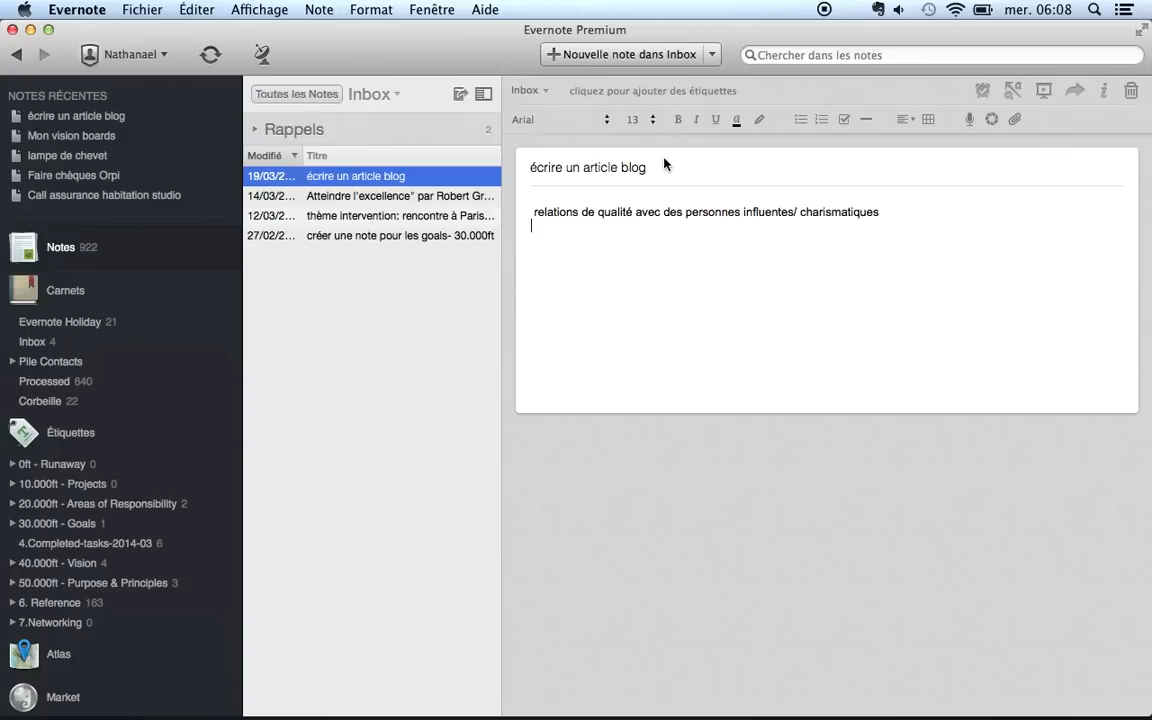 Evernote Fichier Éditer Affichage Note Format Fenêtre Aide mer. 06:08
Evernote Premium
Nathanael
Nouvelle note dans Inbox
Chercher dans les notes
NOTES RÉCENTES
écrire un article blog
Mon vision boards
lampe de chevet
Faire chèques Orpi
Call assurance habitation studio
Notes 922
Carnets
Evernote Holiday 21
Inbox 4
Pile Contacts
Processed 840
Corbeille 22
Étiquettes
0ft - Runaway 0
10.000ft - Projects 0
20.000ft - Areas of Responsibility 2
30.000ft - Goals 1
4.Completed-tasks-2014-03 6
40.000ft - Vision 4
50.000ft - Purpose & Principles 3
6. Reference 163
7.Networking 0
Atlas
Market
Toutes les Notes Inbox
Rappels 2
Modifié Titre
19/03/2... écrire un article blog
14/03/2... Atteindre l'excellence" par Robert Gr...
12/03/2... thème intervention: rencontre à Paris...
27/02/2... créer une note pour les goals- 30.000ft
Inbox cliquez pour ajouter des étiquettes
Arial 13 B I U a
écrire un article blog
relations de qualité avec des personnes influentes/ charismatiques